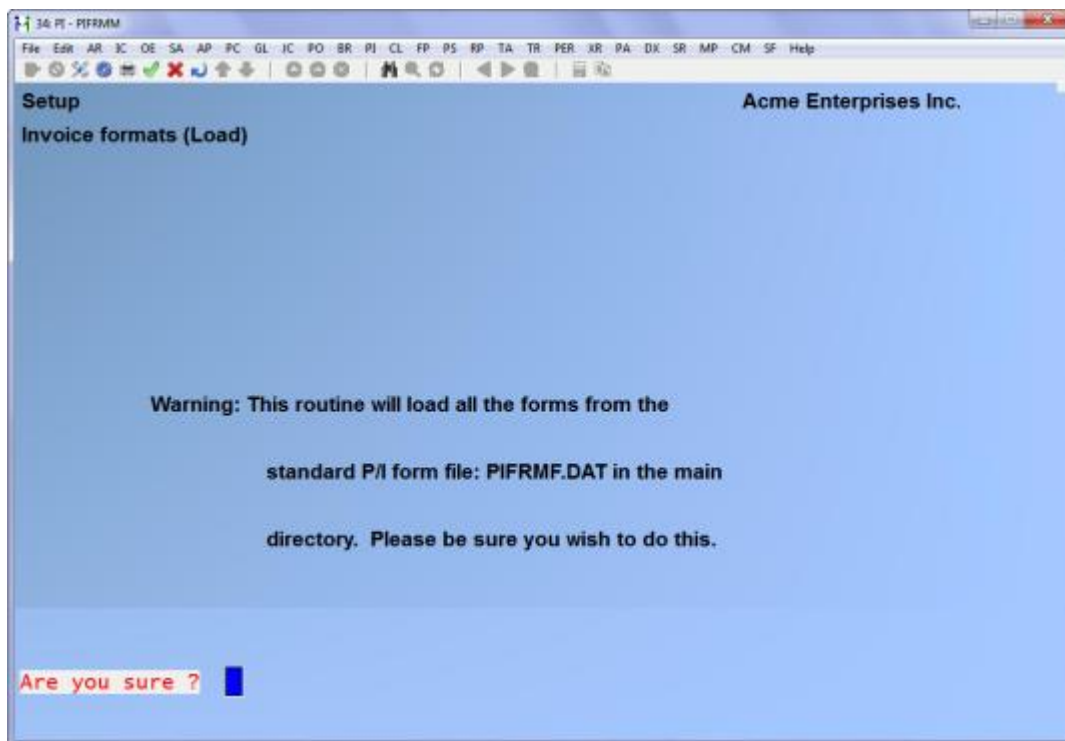 34: PI - PIFRMM
File Edit AR IC OE SA AP PC GL JC PO BR PJ CL FP PS RP TA TR PER XR PA DX SR MP CM SF Help
Setup Acme Enterprises Inc.
Invoice formats (Load)
Warning: This routine will load all the forms from the
standard P/I form file: PIFRMF.DAT in the main
directory. Please be sure you wish to do this.
Are you sure ?